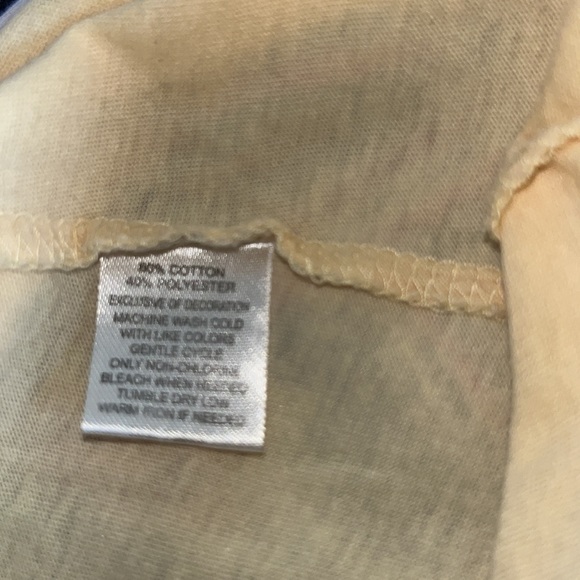 60% COTTON
40% POLYESTER
EXCLUSIVE OF DECORATION
MACHINE WASH COLD
WITH LIKE COLORS
GENTLE CYCLE
ONLY NON-CHLORINE
BLEACH WHEN NEEDED
TUMBLE DRY LOW
WARM IRON IF NEEDED